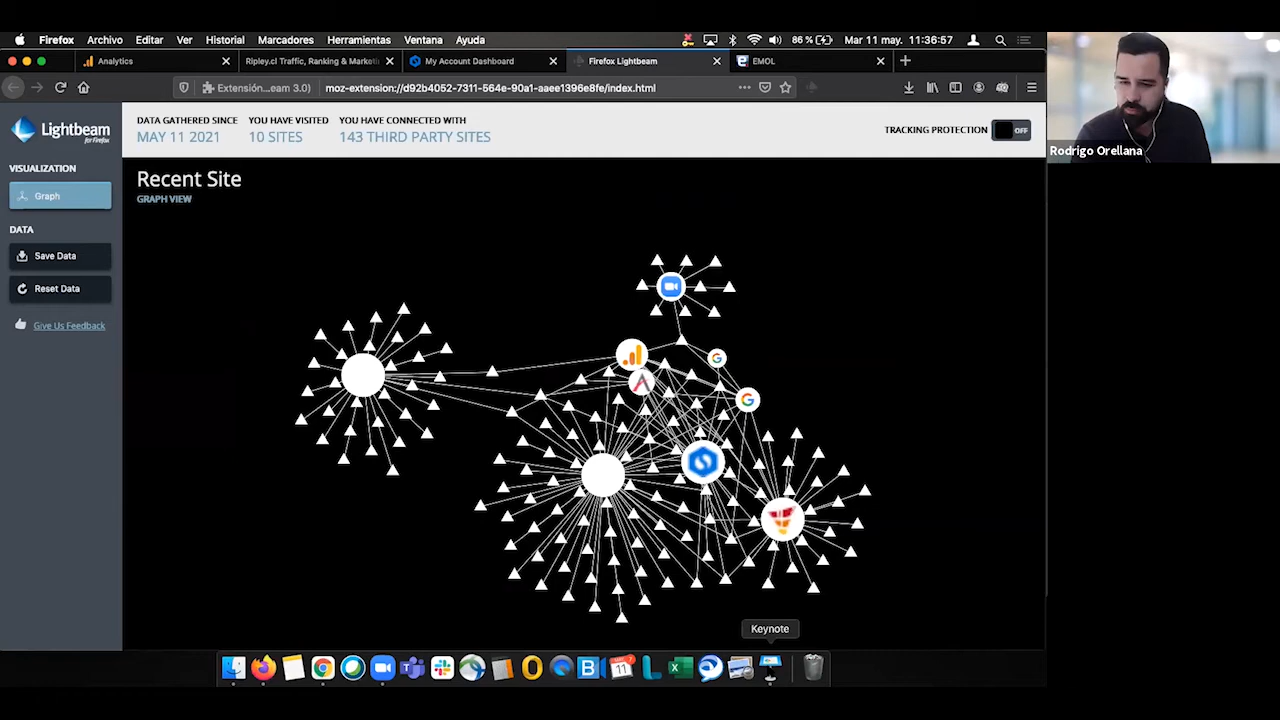 Firefox Archivo Editar Ver Historial Marcadores Herramientas Ventana Ayuda 86 % Mar 11 may. 11:36:57
Analytics Ripley.cl Traffic, Ranking & Marketi My Account Dashboard Firefox Lightbeam EMOL
Extensión...eam 3.0) moz-extension://d92b4052-7311-564e-90a1-aaee1396e8fe/index.html
Lightbeam
for Firefox
DATA GATHERED SINCE YOU HAVE VISITED YOU HAVE CONNECTED WITH
MAY 11 2021 10 SITES 143 THIRD PARTY SITES
TRACKING PROTECTION OFF
Rodrigo Orellana
VISUALIZATION
Graph
DATA
Save Data
Reset Data
Give Us Feedback
Recent Site
GRAPH VIEW
Keynote
11